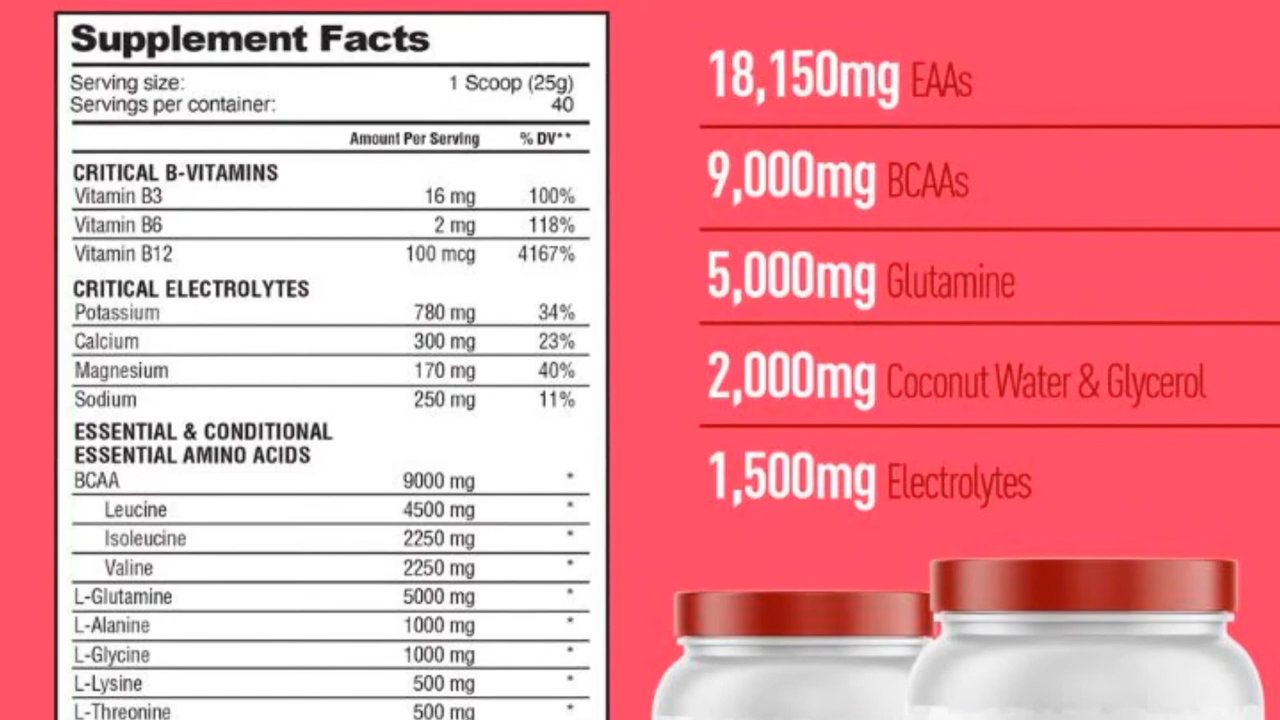 Supplement Facts
Serving size: 1 Scoop (25g)
Servings per container: 40
Amount Per Serving % DV**
CRITICAL B-VITAMINS
Vitamin B3 16 mg 100%
Vitamin B6 2 mg 118%
Vitamin B12 100 mcg 4167%
CRITICAL ELECTROLYTES
Potassium 780 mg 34%
Calcium 300 mg 23%
Magnesium 170 mg 40%
Sodium 250 mg 11%
ESSENTIAL & CONDITIONAL
ESSENTIAL AMINO ACIDS
BCAA 9000 mg *
Leucine 4500 mg *
Isoleucine 2250 mg *
Valine 2250 mg *
L-Glutamine 5000 mg *
L-Alanine 1000 mg *
L-Glycine 1000 mg *
L-Lysine 500 mg *
L-Threonine 500 mg *
18,150mg EAAs
9,000mg BCAAs
5,000mg Glutamine
2,000mg Coconut Water & Glycerol
1,500mg Electrolytes